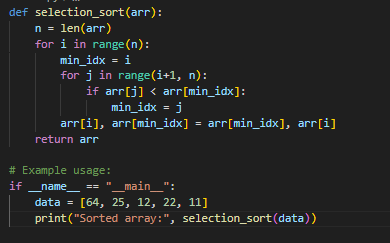 def selection_sort(arr):
    n = len(arr)
    for i in range(n):
        min_idx = i
        for j in range(i+1, n):
            if arr[j] < arr[min_idx]:
                min_idx = j
        arr[i], arr[min_idx] = arr[min_idx], arr[i]
    return arr

# Example usage:
if __name__ == "__main__":
    data = [64, 25, 12, 22, 11]
    print("Sorted array:", selection_sort(data))